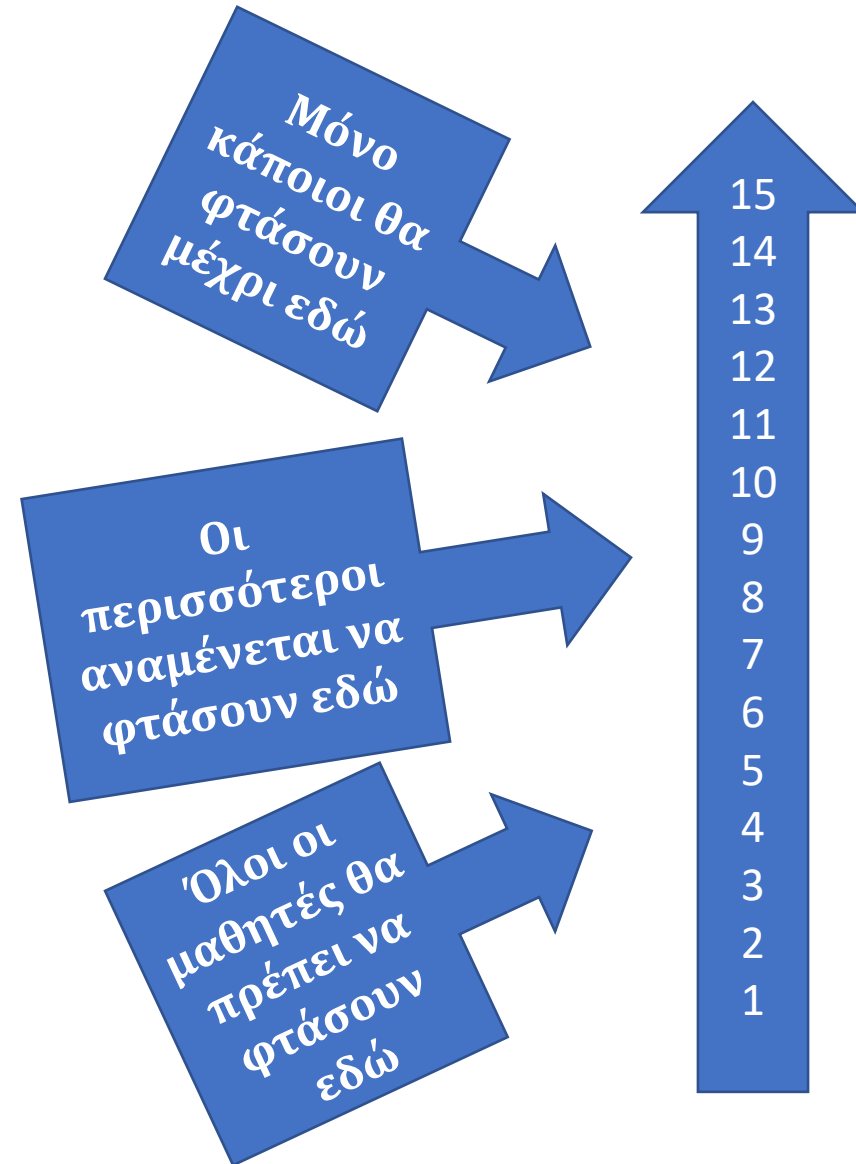 Μόνο
κάποιοι θα
φτάσουν
μέχρι εδώ
Οι
περισσότεροι
αναμένεται να
φτάσουν εδώ
Όλοι οι
μαθητές θα
πρέπει να
φτάσουν
εδώ
15
14
13
12
11
10
9
8
7
6
5
4
3
2
1